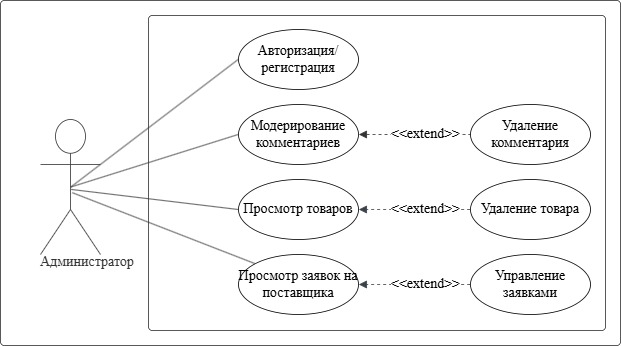 Авторизация/
регистрация
Модерирование
комментариев
<<extend>>
Удаление
комментария
Просмотр товаров
<<extend>>
Удаление товара
Администратор
Просмотр заявок на
поставщика
<<extend>>
Управление
заявками